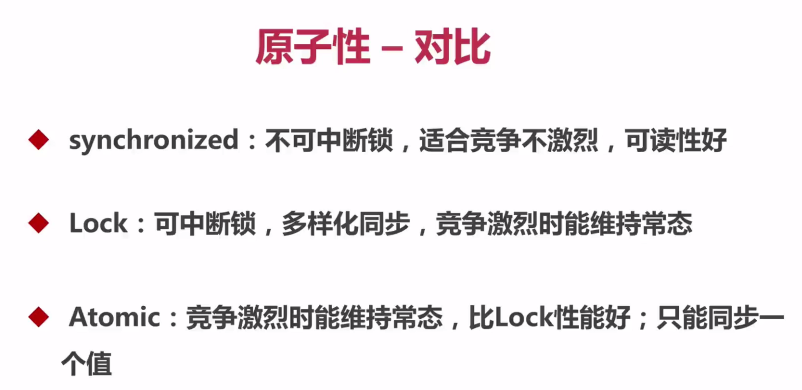 原子性 – 对比
◆ synchronized：不可中断锁，适合竞争不激烈，可读性好
◆ Lock：可中断锁，多样化同步，竞争激烈时能维持常态
◆ Atomic：竞争激烈时能维持常态，比Lock性能好；只能同步一
个值